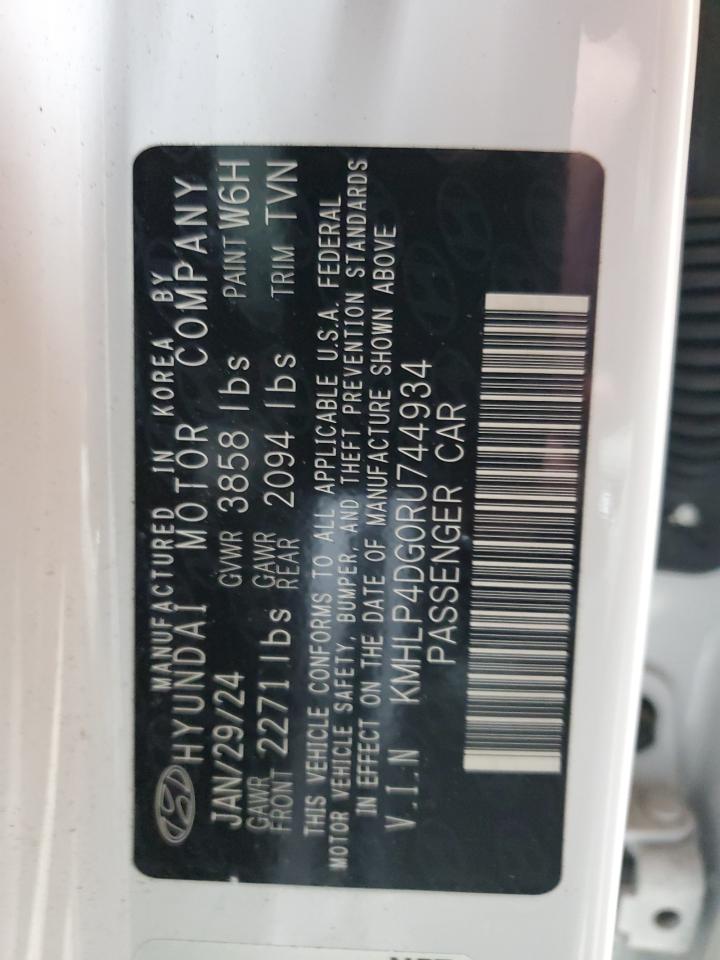 MANUFACTURED IN KOREA BY
HYUNDAI MOTOR COMPANY
JAN/29/24 GVWR 3858 lbs PAINT W6H
GAWR FRONT 2271 lbs GAWR REAR 2094 lbs TRIM TVN
THIS VEHICLE CONFORMS TO ALL APPLICABLE U.S.A. FEDERAL
MOTOR VEHICLE SAFETY, BUMPER, AND THEFT PREVENTION STANDARDS
IN EFFECT ON THE DATE OF MANUFACTURE SHOWN ABOVE
V.I.N KMHLP4DG0RU744934
PASSENGER CAR